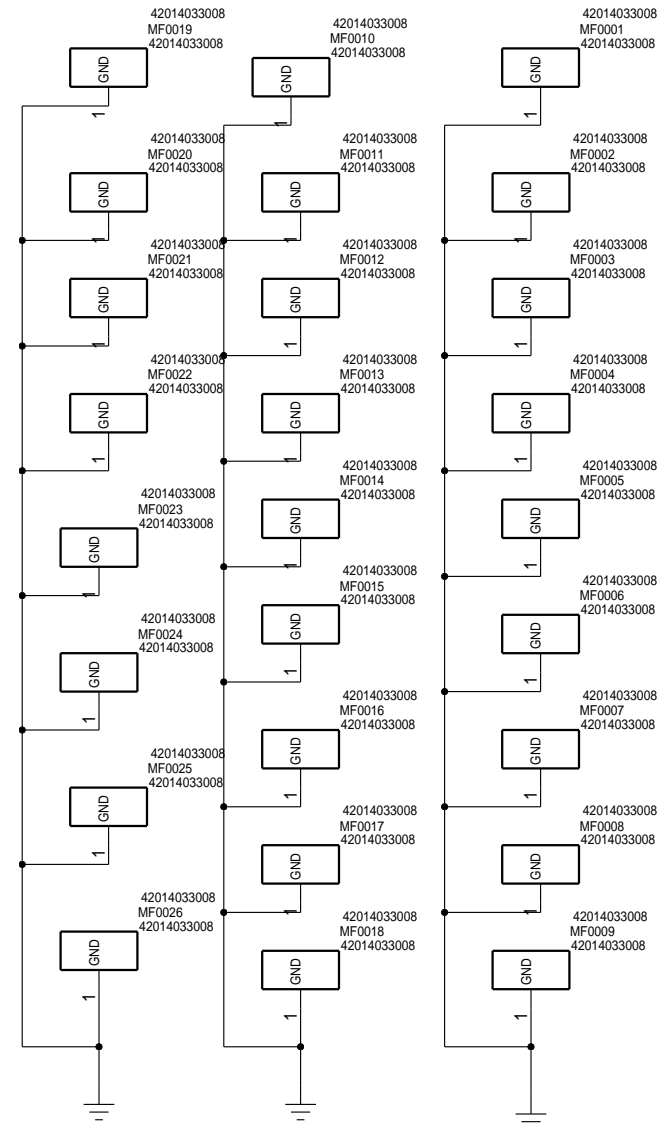 42014033008
MF0019
42014033008
GND
1
42014033008
MF0020
42014033008
GND
1
42014033008
MF0021
42014033008
GND
1
42014033008
MF0022
42014033008
GND
1
42014033008
MF0023
42014033008
GND
1
42014033008
MF0024
42014033008
GND
1
42014033008
MF0025
42014033008
GND
1
42014033008
MF0026
42014033008
GND
1
42014033008
MF0010
42014033008
GND
1
42014033008
MF0011
42014033008
GND
1
42014033008
MF0012
42014033008
GND
1
42014033008
MF0013
42014033008
GND
1
42014033008
MF0014
42014033008
GND
1
42014033008
MF0015
42014033008
GND
1
42014033008
MF0016
42014033008
GND
1
42014033008
MF0017
42014033008
GND
1
42014033008
MF0018
42014033008
GND
1
42014033008
MF0001
42014033008
GND
1
42014033008
MF0002
42014033008
GND
1
42014033008
MF0003
42014033008
GND
1
42014033008
MF0004
42014033008
GND
1
42014033008
MF0005
42014033008
GND
1
42014033008
MF0006
42014033008
GND
1
42014033008
MF0007
42014033008
GND
1
42014033008
MF0008
42014033008
GND
1
42014033008
MF0009
42014033008
GND
1